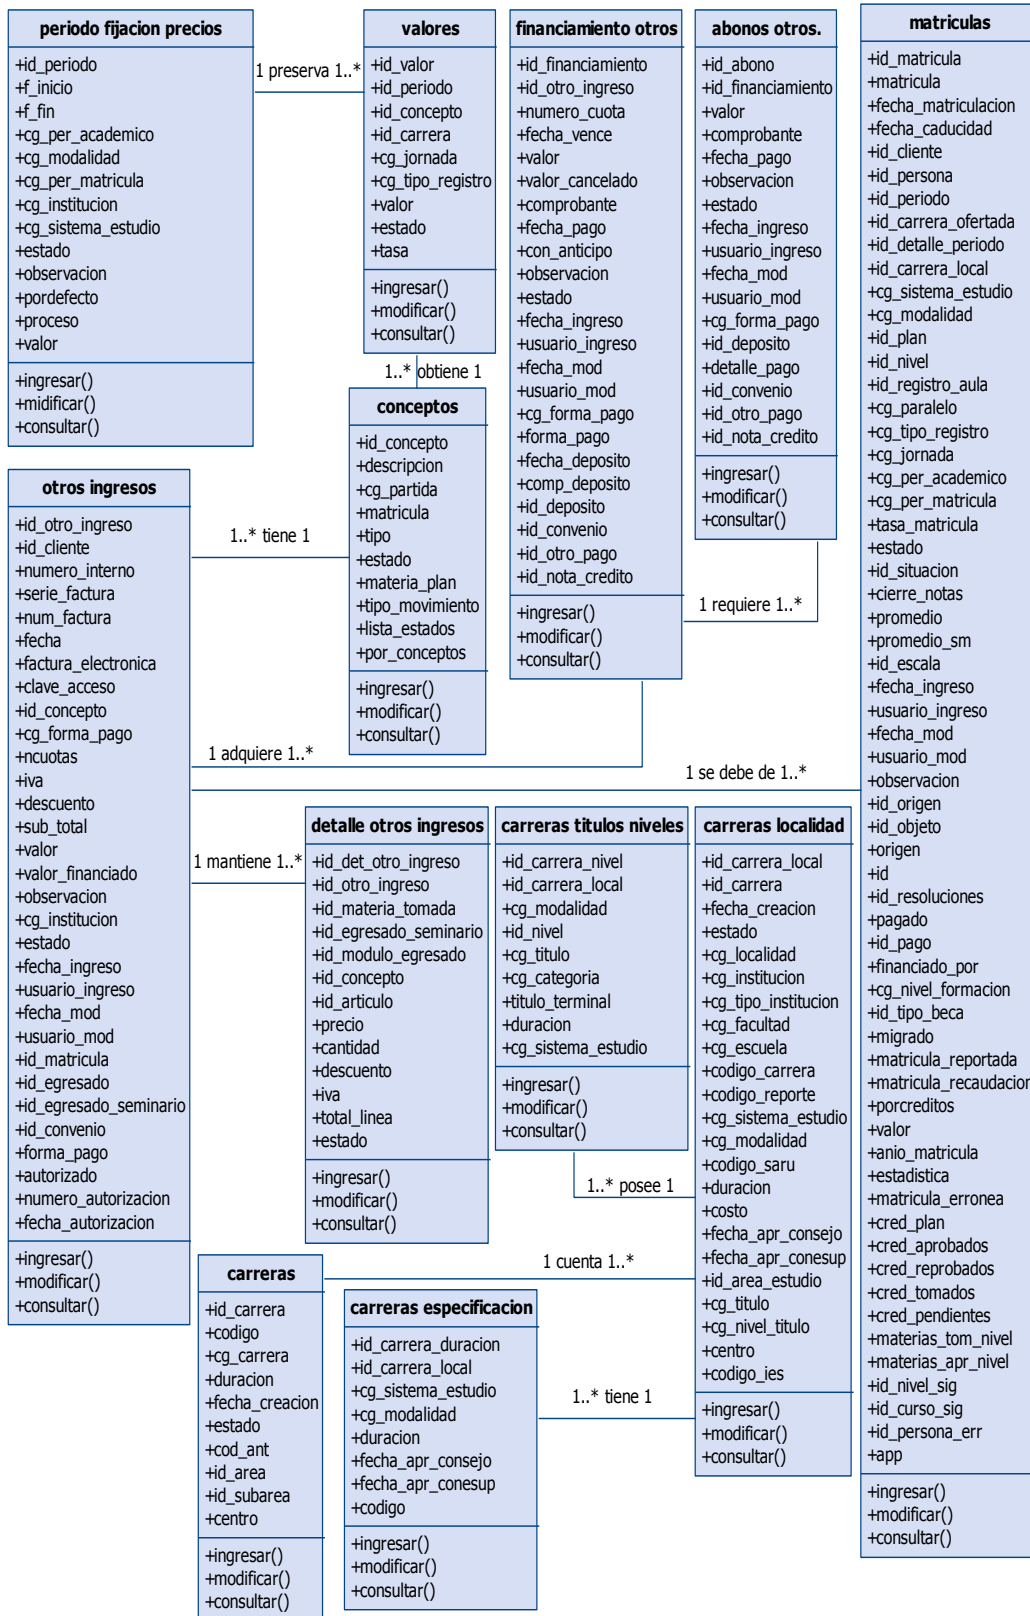 periodo fijacion precios
+id_periodo
+f_inicio
+f_fin
+cg_per_academico
+cg_modalidad
+cg_per_matricula
+cg_institucion
+cg_sistema_estudio
+estado
+observacion
+pordefecto
+proceso
+valor
+ingresar()
+midificar()
+consultar()
1 preserva 1..*
valores
+id_valor
+id_periodo
+id_concepto
+id_carrera
+cg_jornada
+cg_tipo_registro
+valor
+estado
+tasa
+ingresar()
+modificar()
+consultar()
1..* obtiene 1
conceptos
+id_concepto
+descripcion
+cg_partida
+matricula
+tipo
+estado
+materia_plan
+tipo_movimiento
+lista_estados
+por_conceptos
+ingresar()
+modificar()
+consultar()
financiamiento otros
+id_financiamiento
+id_otro_ingreso
+numero_cuota
+fecha_vence
+valor
+valor_cancelado
+comprobante
+fecha_pago
+con_anticipo
+observacion
+estado
+fecha_ingreso
+usuario_ingreso
+fecha_mod
+usuario_mod
+cg_forma_pago
+forma_pago
+fecha_deposito
+comp_deposito
+id_deposito
+id_convenio
+id_otro_pago
+id_nota_credito
+ingresar()
+modificar()
+consultar()
abonos otros.
+id_abono
+id_financiamiento
+valor
+comprobante
+fecha_pago
+observacion
+estado
+fecha_ingreso
+usuario_ingreso
+fecha_mod
+usuario_mod
+cg_forma_pago
+id_deposito
+detalle_pago
+id_convenio
+id_otro_pago
+id_nota_credito
+ingresar()
+modificar()
+consultar()
1 requiere 1..*
matriculas
+id_matricula
+matricula
+fecha_matriculacion
+fecha_caducidad
+id_cliente
+id_persona
+id_periodo
+id_carrera_ofertada
+id_detalle_periodo
+id_carrera_local
+cg_sistema_estudio
+cg_modalidad
+id_plan
+id_nivel
+id_registro_aula
+cg_paralelo
+cg_tipo_registro
+cg_jornada
+cg_per_academico
+cg_per_matricula
+tasa_matricula
+estado
+id_situacion
+cierre_notas
+promedio
+promedio_sm
+id_escala
+fecha_ingreso
+usuario_ingreso
+fecha_mod
+usuario_mod
+observacion
+id_origen
+id_objeto
+origen
+id
+id_resoluciones
+pagado
+id_pago
+financiado_por
+cg_nivel_formacion
+id_tipo_beca
+migrado
+matricula_reportada
+matricula_recaudacion
+porcreditos
+valor
+anio_matricula
+estadistica
+matricula_erronea
+cred_plan
+cred_aprobados
+cred_reprobados
+cred_tomados
+cred_pendientes
+materias_tom_nivel
+materias_apr_nivel
+id_nivel_sig
+id_curso_sig
+id_persona_err
+app
+ingresar()
+modificar()
+consultar()
otros ingresos
+id_otro_ingreso
+id_cliente
+numero_interno
+serie_factura
+num_factura
+fecha
+factura_electronica
+clave_acceso
+id_concepto
+cg_forma_pago
+ncuotas
+iva
+descuento
+sub_total
+valor
+valor_financiado
+observacion
+cg_institucion
+estado
+fecha_ingreso
+usuario_ingreso
+fecha_mod
+usuario_mod
+id_matricula
+id_egresado
+id_egresado_seminario
+id_convenio
+forma_pago
+autorizado
+numero_autorizacion
+fecha_autorizacion
+ingresar()
+modificar()
+consultar()
1..* tiene 1
1 adquiere 1..*
1 se debe de 1..*
1 mantiene 1..*
detalle otros ingresos
+id_det_otro_ingreso
+id_otro_ingreso
+id_materia_tomada
+id_egresado_seminario
+id_modulo_egresado
+id_concepto
+id_articulo
+precio
+cantidad
+descuento
+iva
+total_linea
+estado
+ingresar()
+modificar()
+consultar()
carreras titulos niveles
+id_carrera_nivel
+id_carrera_local
+cg_modalidad
+id_nivel
+cg_titulo
+cg_categoria
+titulo_terminal
+duracion
+cg_sistema_estudio
+ingresar()
+modificar()
+consultar()
1..* posee 1
carreras localidad
+id_carrera_local
+id_carrera
+fecha_creacion
+estado
+cg_localidad
+cg_institucion
+cg_tipo_institucion
+cg_facultad
+cg_escuela
+codigo_carrera
+codigo_reporte
+cg_sistema_estudio
+cg_modalidad
+codigo_saru
+duracion
+costo
+fecha_apr_consejo
+fecha_apr_conesup
+id_area_estudio
+cg_titulo
+cg_nivel_titulo
+centro
+codigo_ies
+ingresar()
+modificar()
+consultar()
1 cuenta 1..*
carreras
+id_carrera
+codigo
+cg_carrera
+duracion
+fecha_creacion
+estado
+cod_ant
+id_area
+id_subarea
+centro
+ingresar()
+modificar()
+consultar()
carreras especificacion
+id_carrera_duracion
+id_carrera_local
+cg_sistema_estudio
+cg_modalidad
+duracion
+fecha_apr_consejo
+fecha_apr_conesup
+codigo
+ingresar()
+modificar()
+consultar()
1..* tiene 1